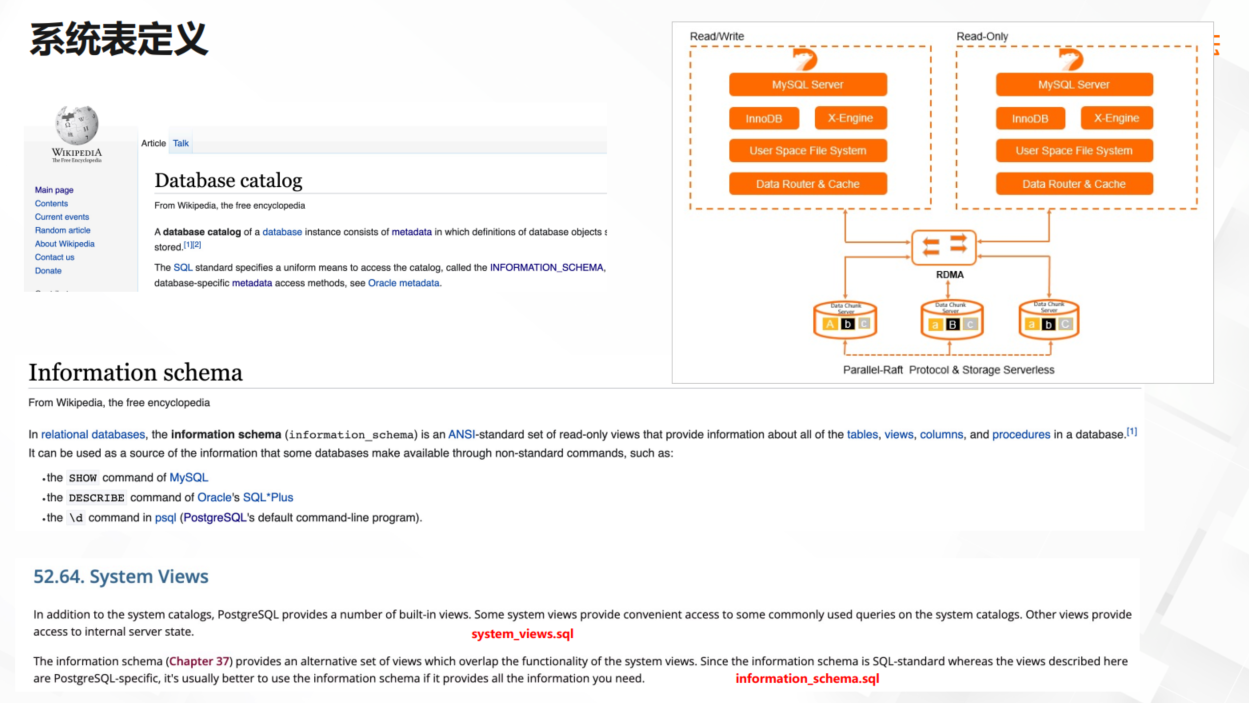 系统表定义
WIKIPEDIA
The Free Encyclopedia
Main page
Contents
Current events
Random article
About Wikipedia
Contact us
Donate
Article Talk
Database catalog
From Wikipedia, the free encyclopedia
A database catalog of a database instance consists of metadata in which definitions of database objects
stored.[1][2]
The SQL standard specifies a uniform means to access the catalog, called the INFORMATION_SCHEMA,
database-specific metadata access methods, see Oracle metadata.
Read/Write
MySQL Server
InnoDB X-Engine
User Space File System
Data Router & Cache
Read-Only
MySQL Server
InnoDB X-Engine
User Space File System
Data Router & Cache
RDMA
Data Chunk
Server
A b c
Data Chunk
Server
a B c
Data Chunk
Server
a b C
Parallel-Raft Protocol & Storage Serverless
Information schema
From Wikipedia, the free encyclopedia
In relational databases, the information schema (information_schema) is an ANSI-standard set of read-only views that provide information about all of the tables, views, columns, and procedures in a database.[1]
It can be used as a source of the information that some databases make available through non-standard commands, such as:
•the SHOW command of MySQL
•the DESCRIBE command of Oracle's SQL*Plus
•the \d command in psql (PostgreSQL's default command-line program).
52.64. System Views
In addition to the system catalogs, PostgreSQL provides a number of built-in views. Some system views provide convenient access to some commonly used queries on the system catalogs. Other views provide
access to internal server state.
system_views.sql
The information schema (Chapter 37) provides an alternative set of views which overlap the functionality of the system views. Since the information schema is SQL-standard whereas the views described here
are PostgreSQL-specific, it's usually better to use the information schema if it provides all the information you need.
information_schema.sql